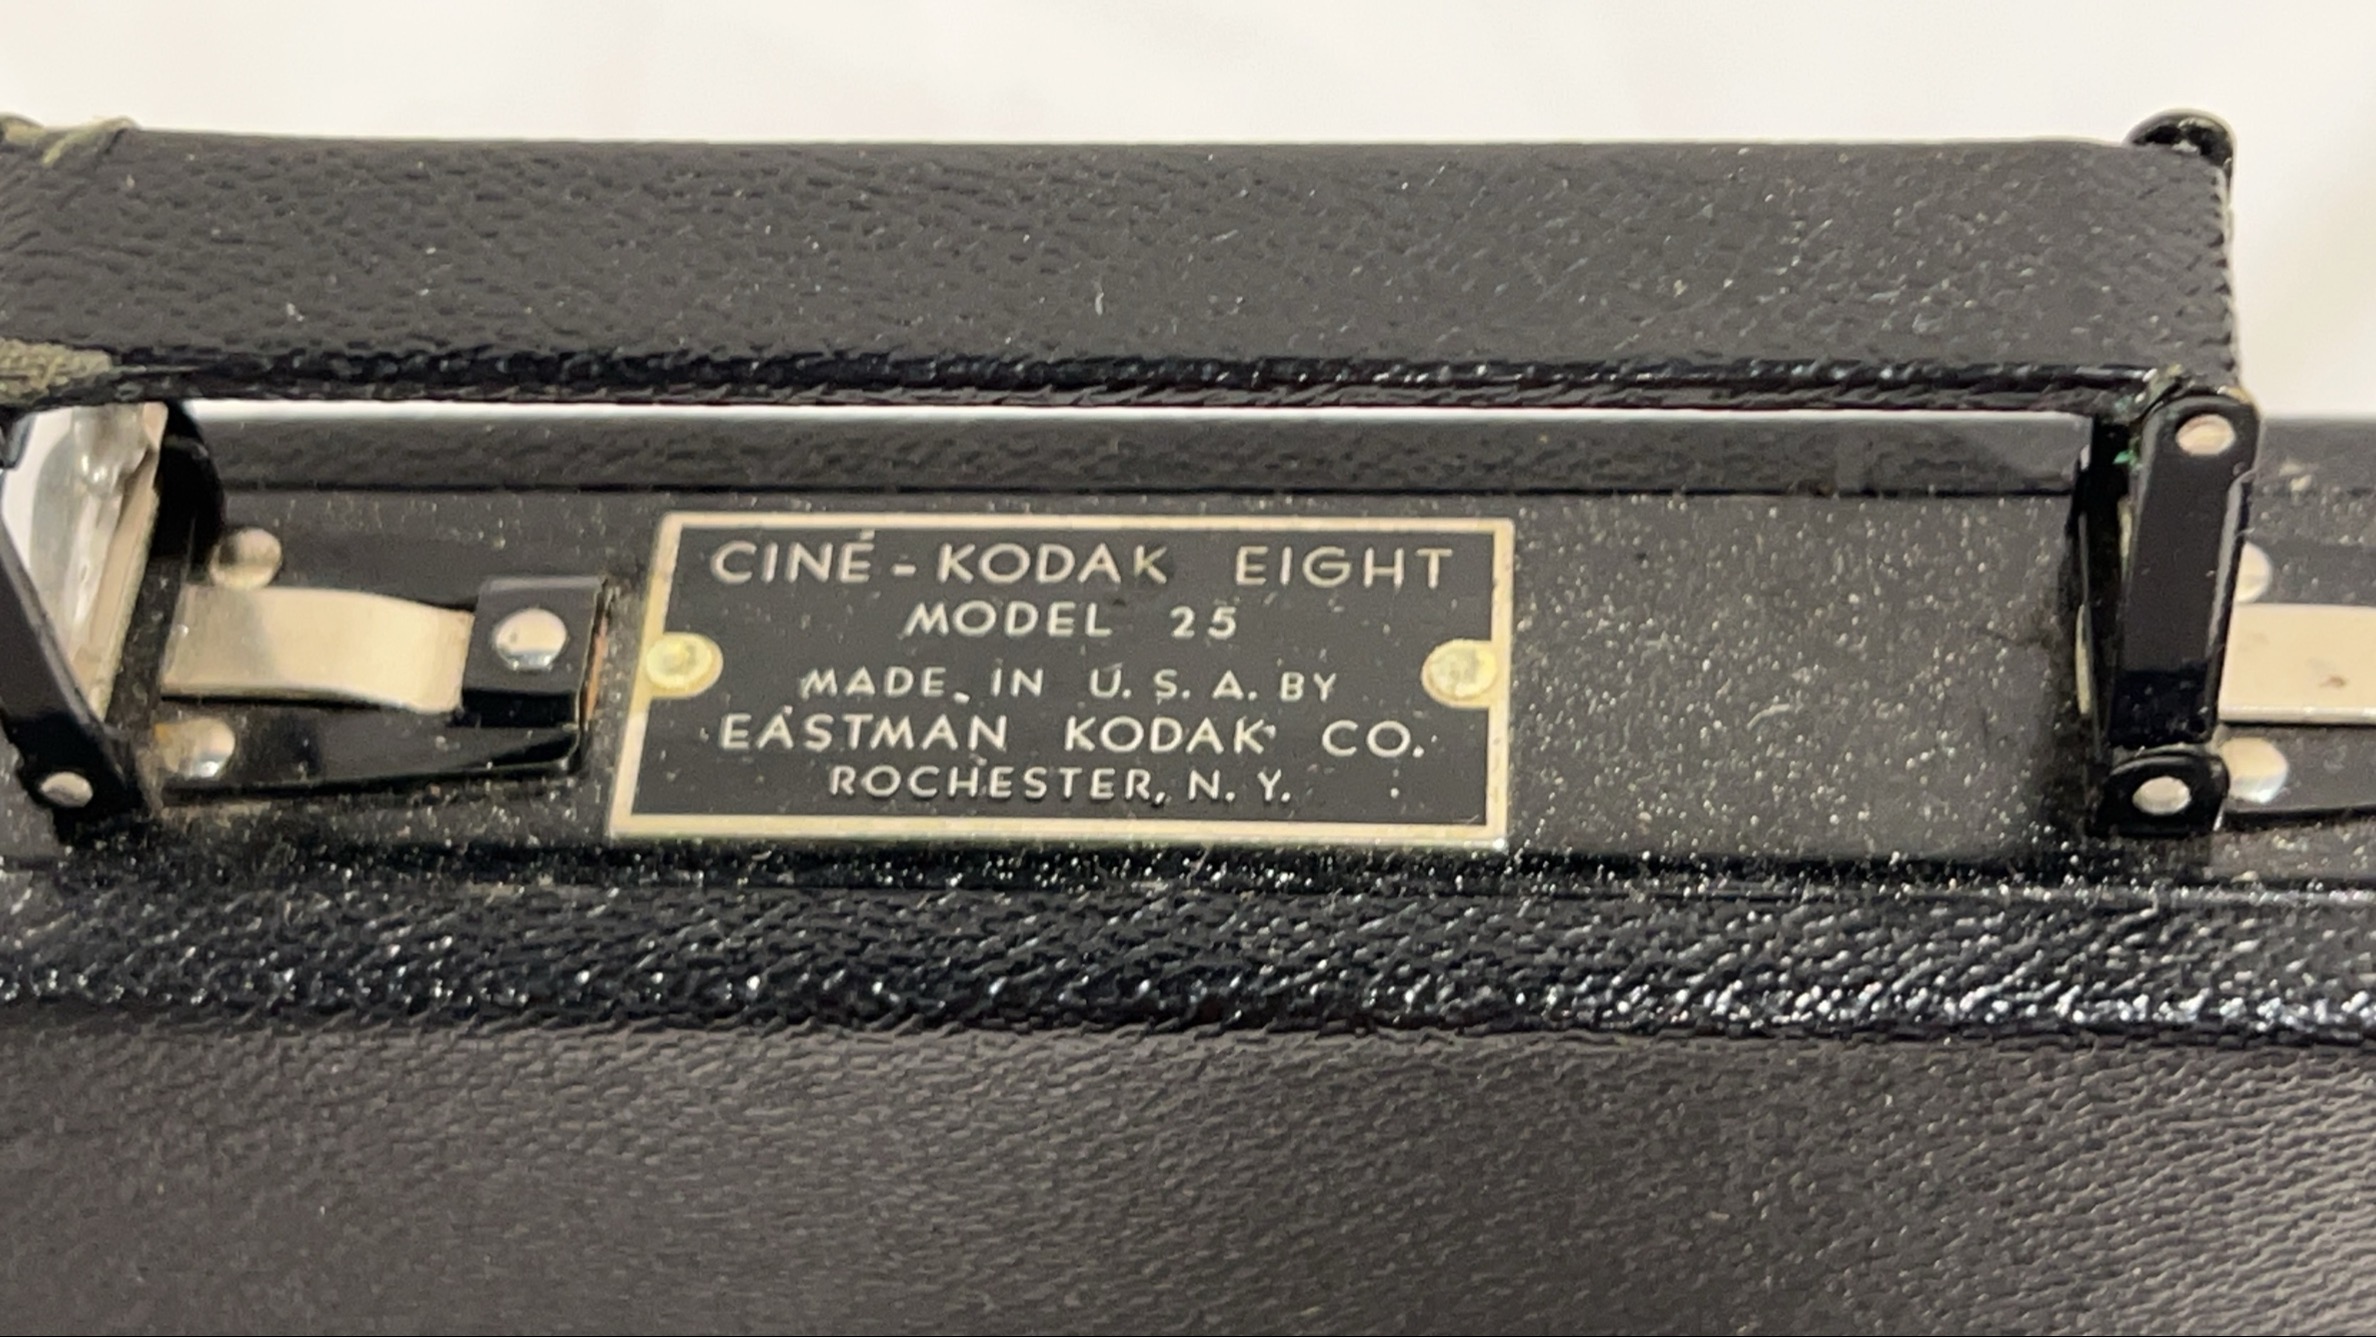 CINÉ-KODAK EIGHT
MODEL 25
MADE IN U.S.A. BY
EASTMAN KODAK CO.
ROCHESTER, N.Y.